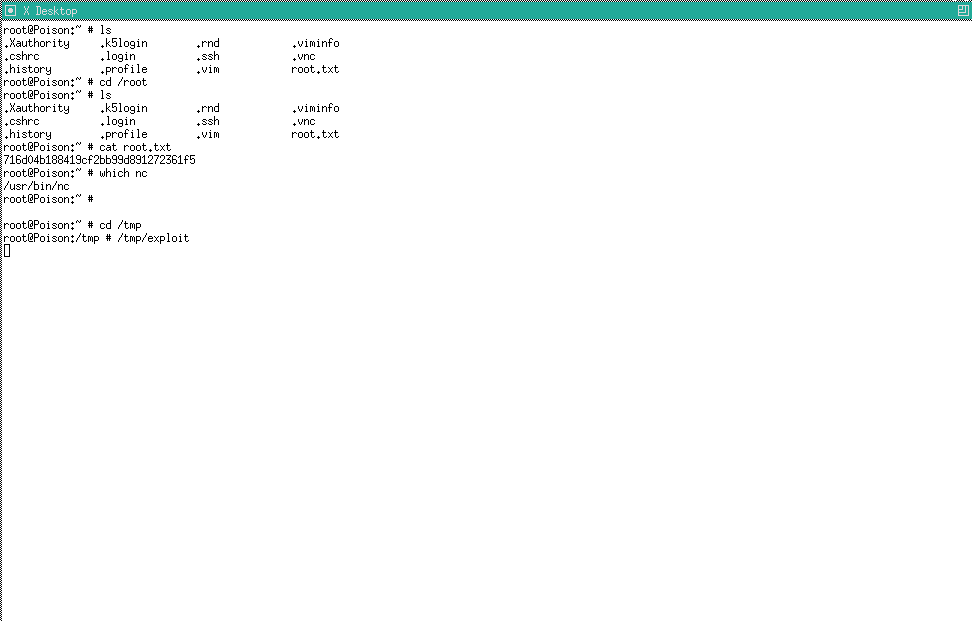 X Desktop
root@Poison:~ # ls
.Xauthority .k5login .rnd .viminfo
.cshrc .login .ssh .vnc
.history .profile .vim root.txt
root@Poison:~ # cd /root
root@Poison:~ # ls
.Xauthority .k5login .rnd .viminfo
.cshrc .login .ssh .vnc
.history .profile .vim root.txt
root@Poison:~ # cat root.txt
716d04b188419cf2bb99d891272361f5
root@Poison:~ # which nc
/usr/bin/nc
root@Poison:~ #
root@Poison:~ # cd /tmp
root@Poison:/tmp # /tmp/exploit